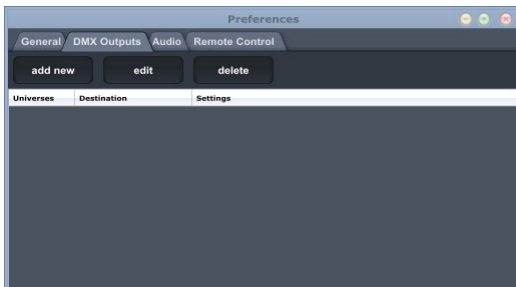 Preferences
General DMX Outputs Audio Remote Control
add new edit delete
Universes Destination Settings